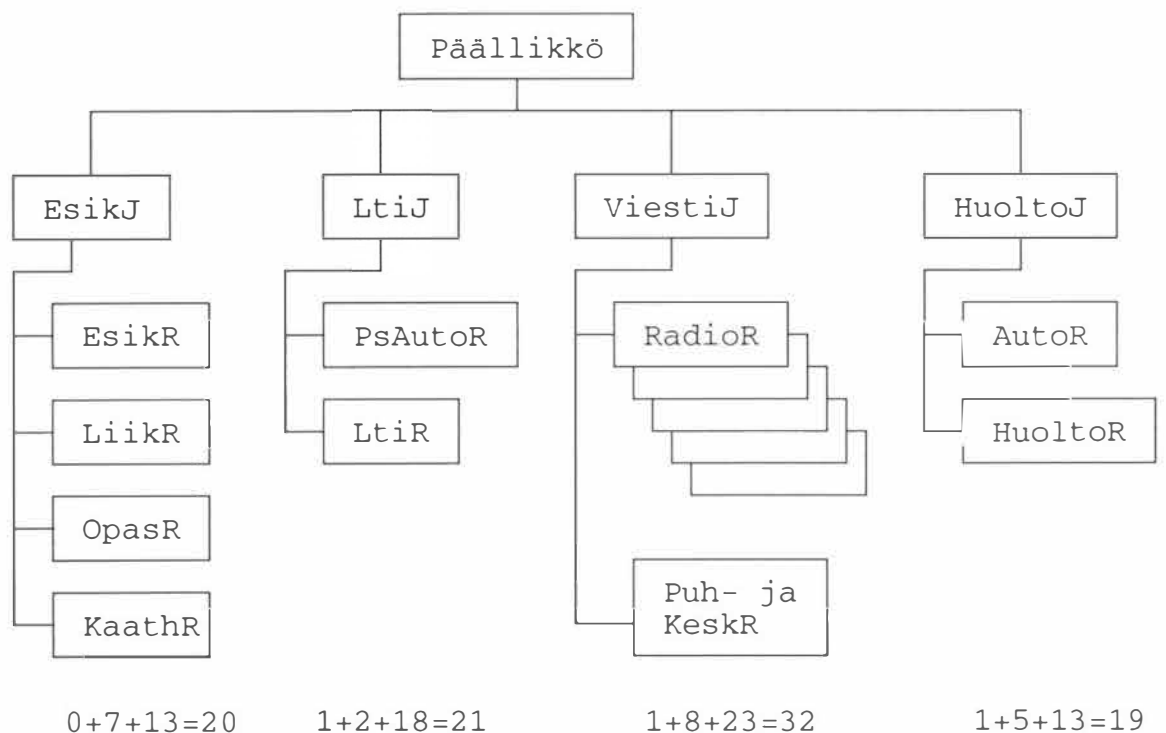 Päällikkö
EsikJ
LtiJ
ViestiJ
HuoltoJ
EsikR
PsAutoR
RadioR
AutoR
LiikR
LtiR
HuoltoR
OpasR
KaathR
Puh- ja
KeskR
0+7+13=20
1+2+18=21
1+8+23=32
1+5+13=19